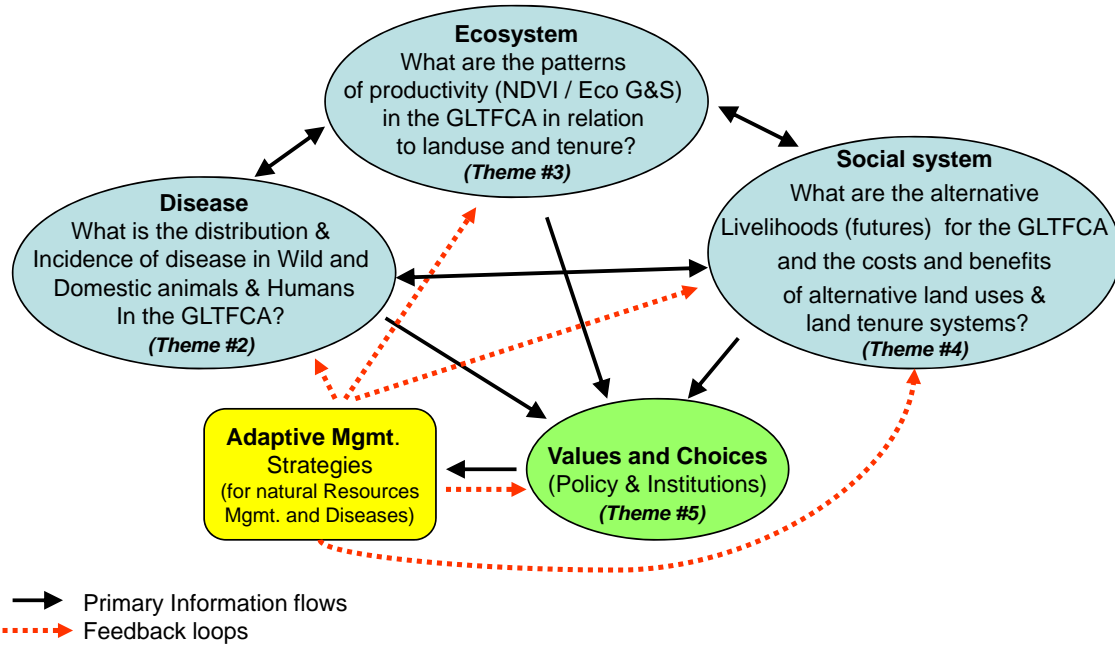 Ecosystem
What are the patterns
of productivity (NDVI / Eco G&S)
in the GLTFCA in relation
to landuse and tenure?
(Theme #3)
Social system
What are the alternative
Livelihoods (futures) for the GLTFCA
and the costs and benefits
of alternative land uses &
land tenure systems?
(Theme #4)
Disease
What is the distribution &
Incidence of disease in Wild and
Domestic animals & Humans
In the GLTFCA?
(Theme #2)
Adaptive Mgmt.
Strategies
(for natural Resources
Mgmt. and Diseases)
Values and Choices
(Policy & Institutions)
(Theme #5)
Primary Information flows
Feedback loops